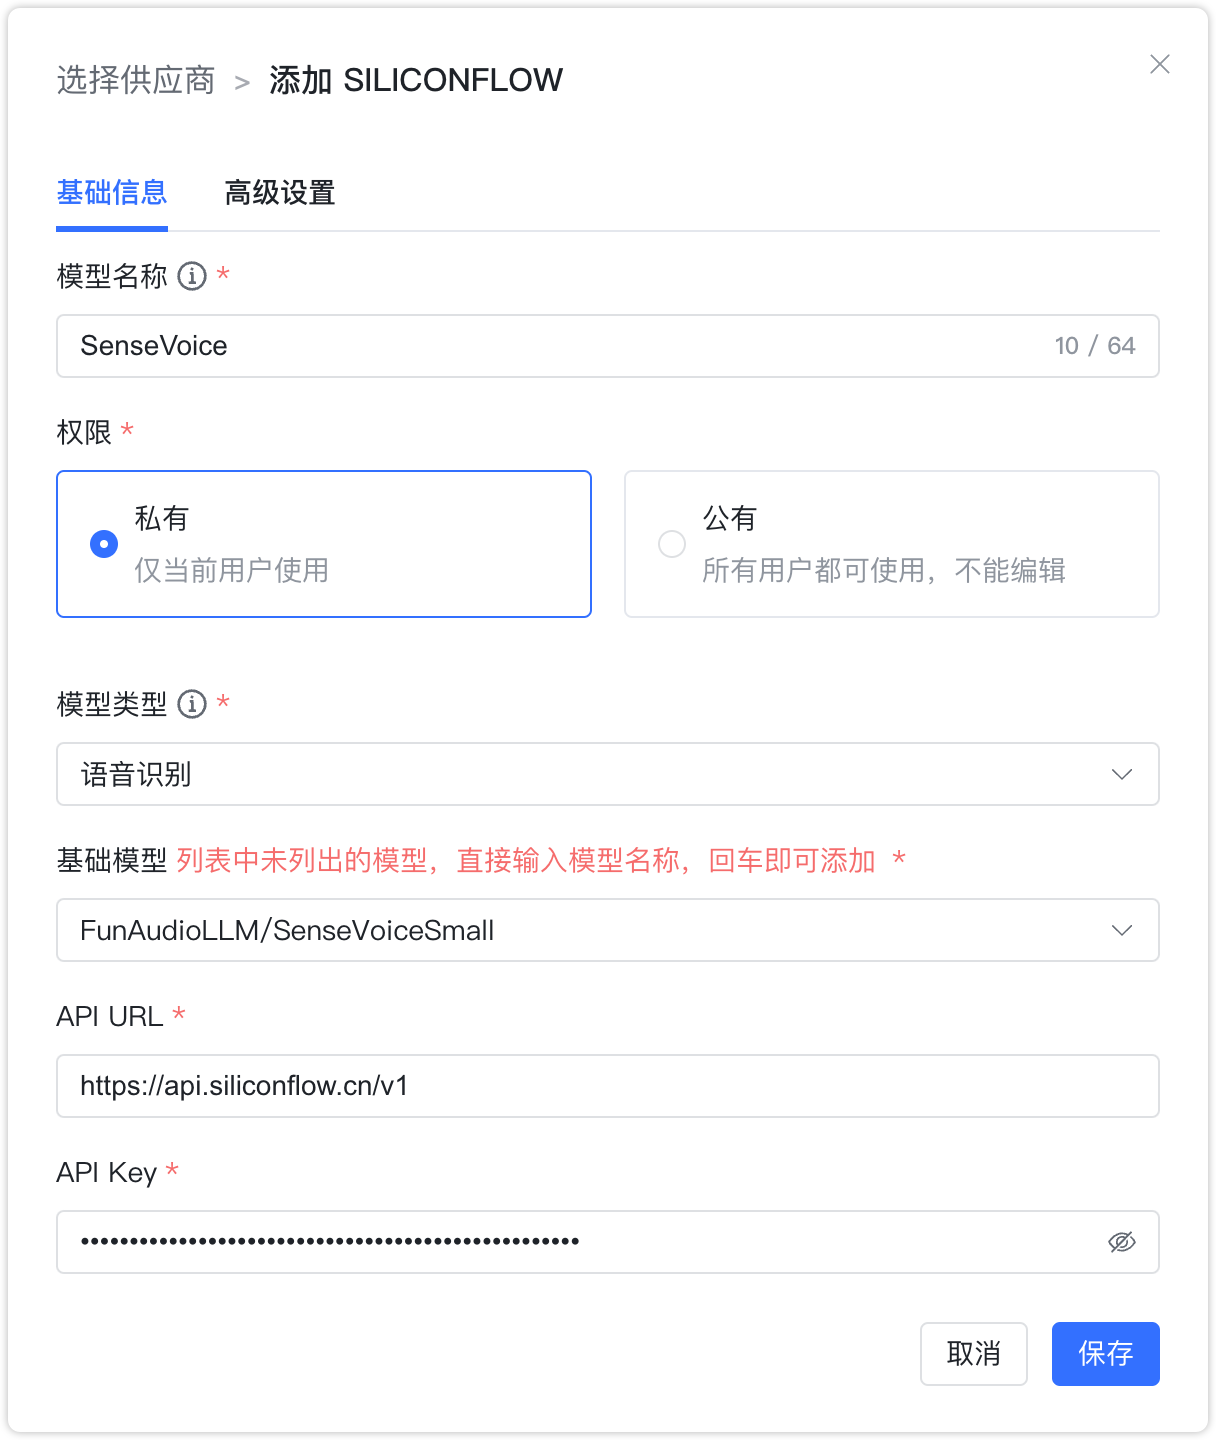 选择供应商 > 添加 SILICONFLOW
基础信息 高级设置
模型名称 *
SenseVoice 10 / 64
权限 *
私有
仅当前用户使用
公有
所有用户都可使用，不能编辑
模型类型 *
语音识别
基础模型 列表中未列出的模型，直接输入模型名称，回车即可添加 *
FunAudioLLM/SenseVoiceSmall
API URL *
https://api.siliconflow.cn/v1
API Key *
取消 保存